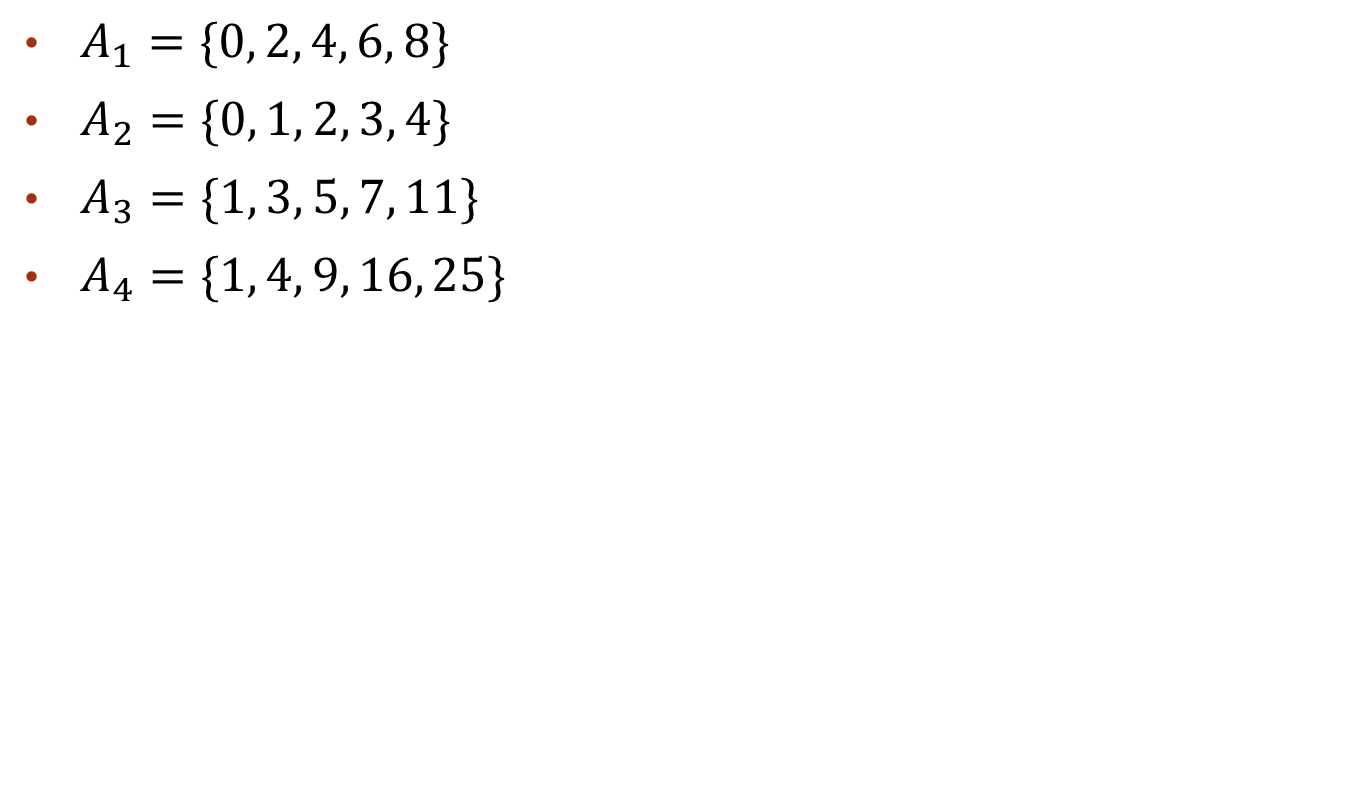 • A₁ = {0, 2, 4, 6, 8}
• A₂ = {0, 1, 2, 3, 4}
• A₃ = {1, 3, 5, 7, 11}
• A₄ = {1, 4, 9, 16, 25}